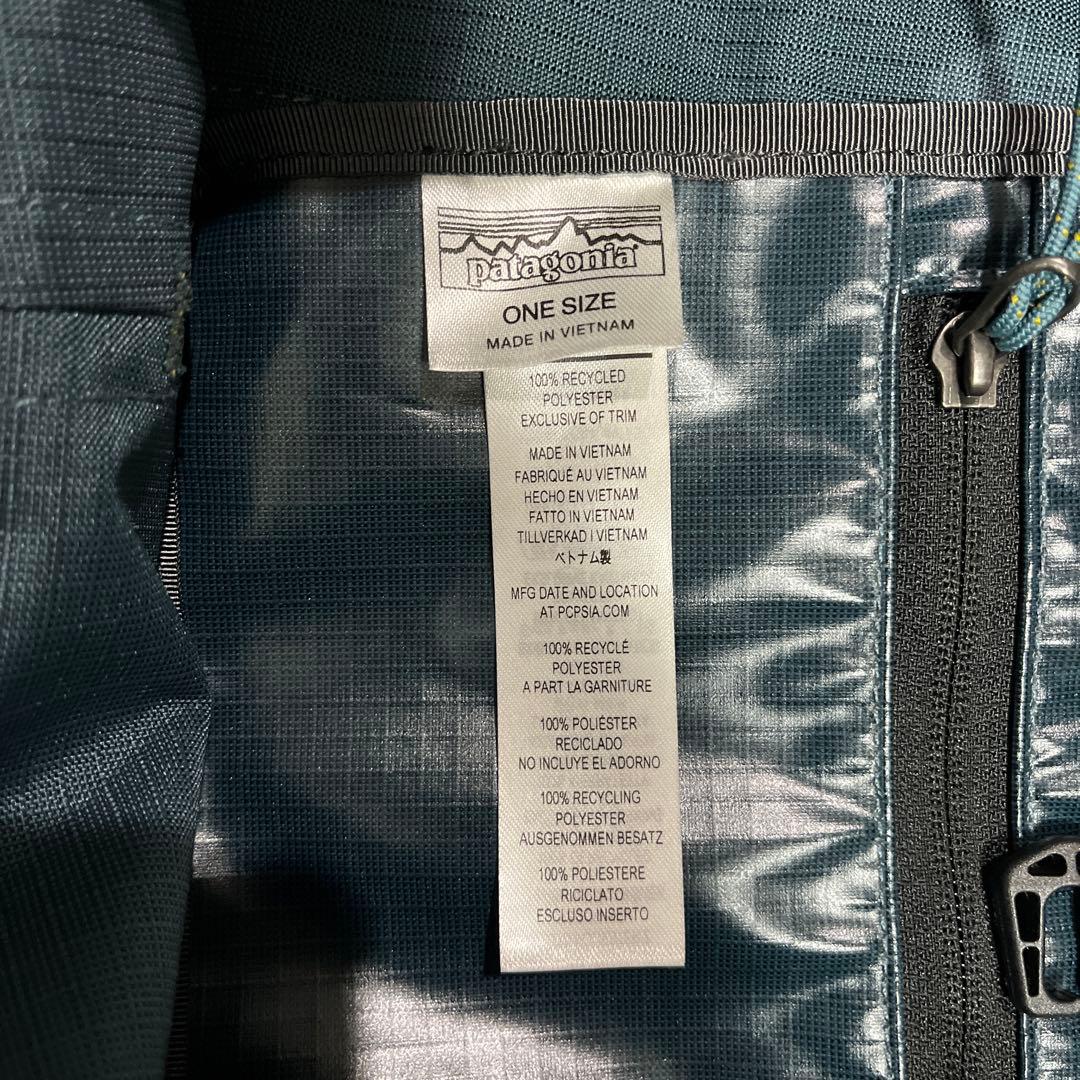 patagonia
ONE SIZE
MADE IN VIETNAM
100% RECYCLED
POLYESTER
EXCLUSIVE OF TRIM
MADE IN VIETNAM
FABRIQUÉ AU VIETNAM
HECHO EN VIETNAM
FATTO IN VIETNAM
TILLVERKAD I VIETNAM
ベトナム製
MFG DATE AND LOCATION
AT PCPSIA.COM
100% RECYCLÉ
POLYESTER
A PART LA GARNITURE
100% POLIÉSTER
RECICLADO
NO INCLUYE EL ADORNO
100% RECYCLING
POLYESTER
AUSGENOMMEN BESATZ
100% POLIESTERE
RICICLATO
ESCLUSO INSERTO